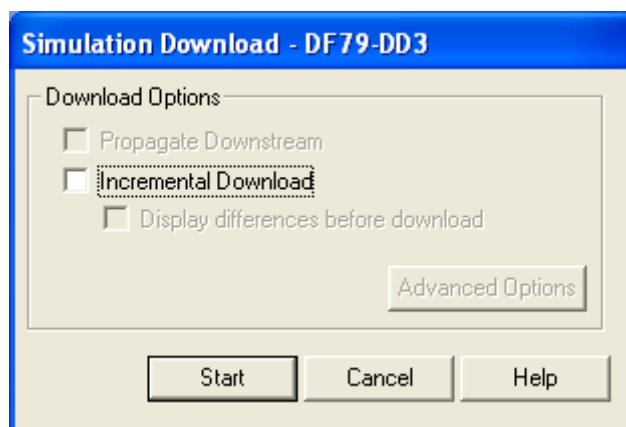 Simulation Download - DF79-DD3
Download Options
Propagate Downstream
Incremental Download
Display differences before download
Advanced Options
Start Cancel Help